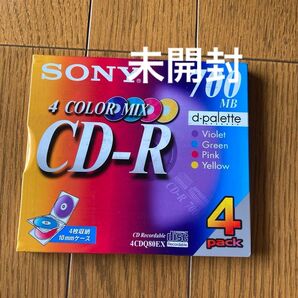 未開封
SONY
700
MB
4 COLOR MIX
d-palette
Violet
Green
Pink
Yellow
CD-R
4枚収納
10mmケース
CD Recordable
4CDQ80EX
Recordable
4
pack